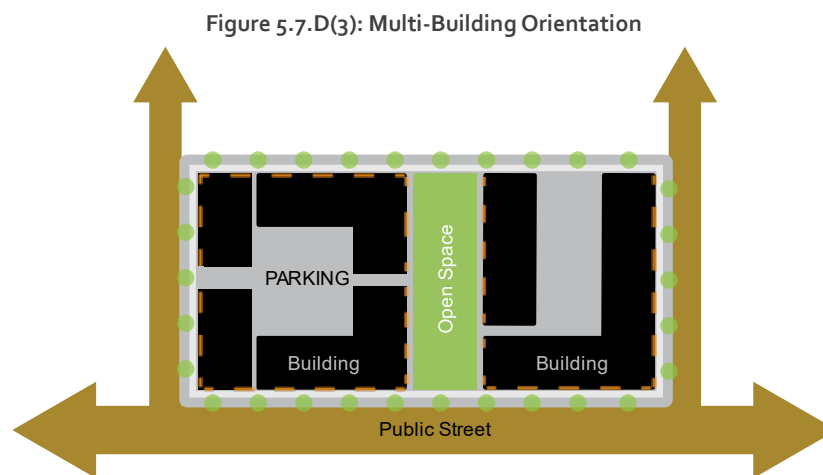 Figure 5.7.D(3): Multi-Building Orientation
PARKING
Open Space
Building
Building
Public Street